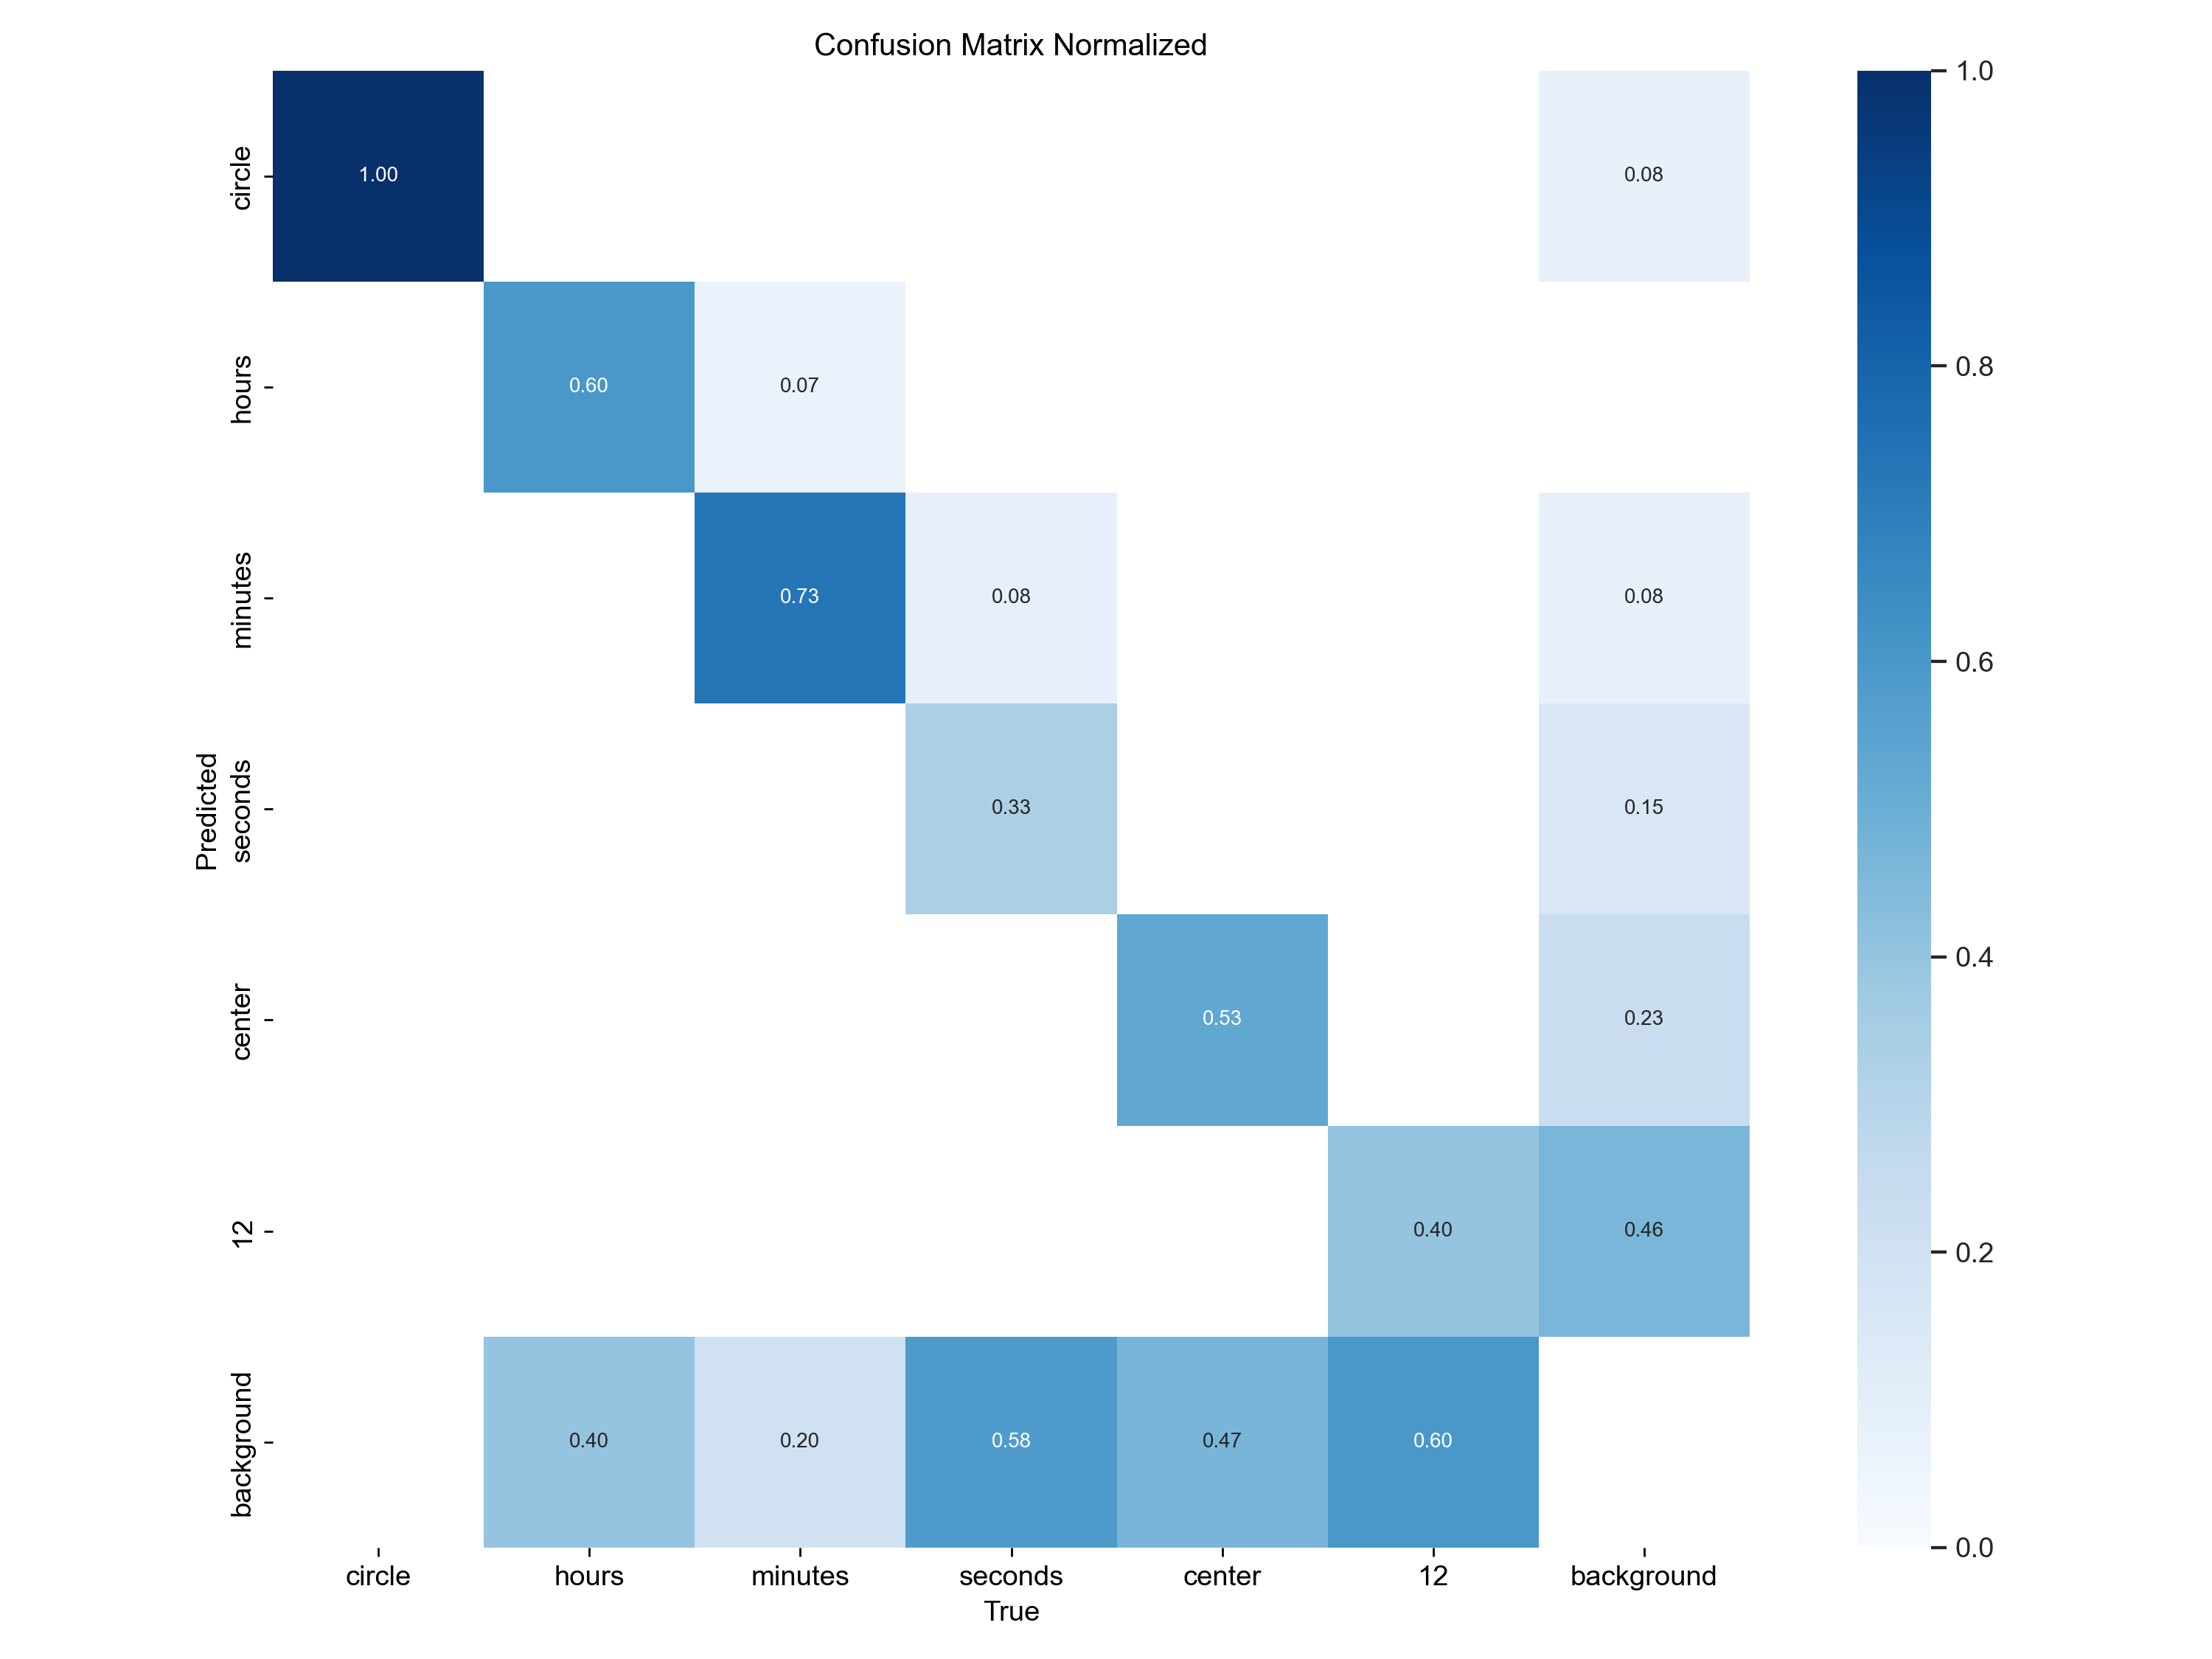 Confusion Matrix Normalized
1.0
circle
1.00
0.08
0.8
hours
0.60
0.07
0.6
minutes
0.73
0.08
0.08
Predicted
seconds
0.33
0.15
0.4
center
0.53
0.23
0.2
12
0.40
0.46
background
0.40
0.20
0.58
0.47
0.60
0.0
circle hours minutes seconds center 12 background
True